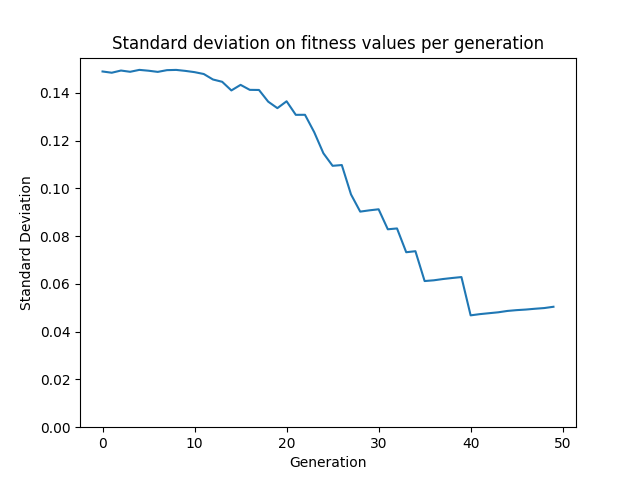 Standard deviation on fitness values per generation
Standard Deviation
0.14
0.12
0.10
0.08
0.06
0.04
0.02
0.00
0 10 20 30 40 50
Generation